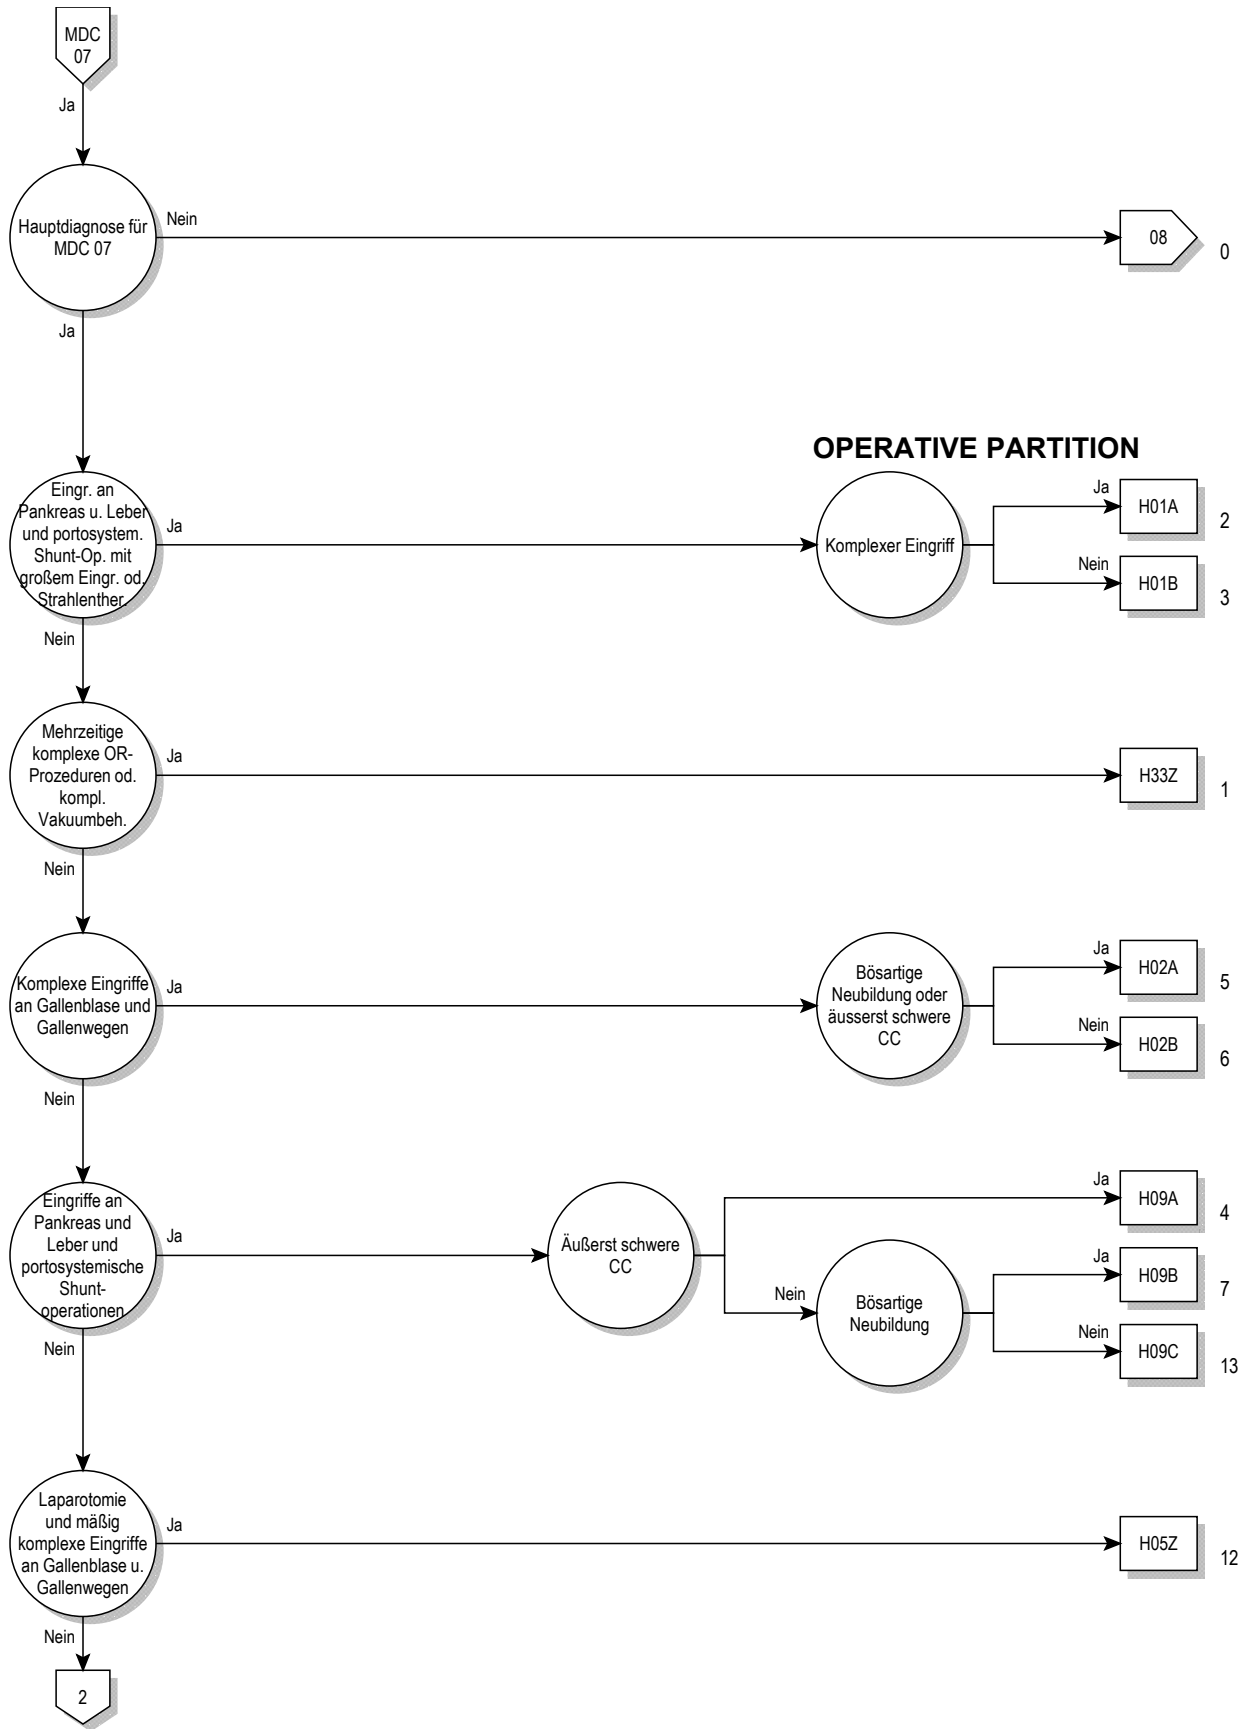 MDC
07
Ja
Hauptdiagnose für
MDC 07
Nein
08
0
Ja
OPERATIVE PARTITION
Eingr. an
Pankreas u. Leber
und portosystem.
Shunt-Op. mit
großem Eingr. od.
Strahlenther.
Ja
Komplexer Eingriff
Ja
H01A
2
Nein
H01B
3
Nein
Mehrzeitige
komplexe OR-
Prozeduren od.
kompl.
Vakuumbeh.
Ja
H33Z
1
Nein
Komplexe Eingriffe
an Gallenblase und
Gallenwegen
Ja
Bösartige
Neubildung oder
äusserst schwere
CC
Ja
H02A
5
Nein
H02B
6
Nein
Eingriffe an
Pankreas und
Leber und
portosystemische
Shunt-
operationen
Ja
Äußerst schwere
CC
Ja
H09A
4
Nein
Bösartige
Neubildung
Ja
H09B
7
Nein
H09C
13
Nein
Laparotomie
und mäßig
komplexe Eingriffe
an Gallenblase u.
Gallenwegen
Ja
H05Z
12
Nein
2